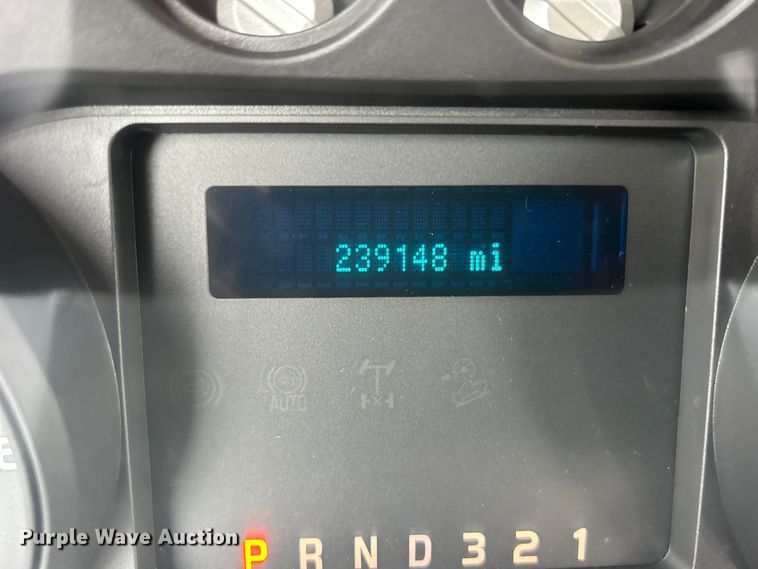 239148 mi
AUTO
E
P R N D 3 2 1
Purple Wave Auction